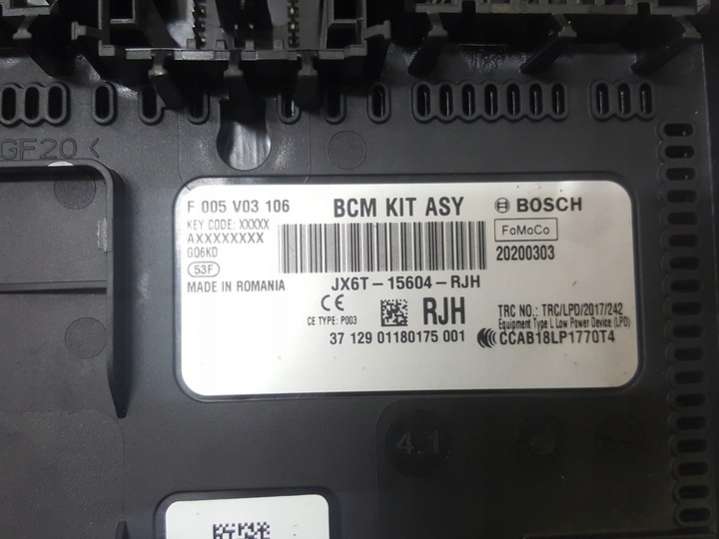 GF20<
F 005 V03 106
BCM KIT ASY
BOSCH
KEY CODE: XXXXX
AXXXXXXXX
GQ6KD
53F
MADE IN ROMANIA
FoMoCo
20200303
JX6T-15604-RJH
CE
CE TYPE: P003
RJH
37 129 01180175 001
TRC NO.: TRC/LPD/2017/242
Equipment Type L Low Power Device (LPD)
CCAB18LP1770T4
4.1